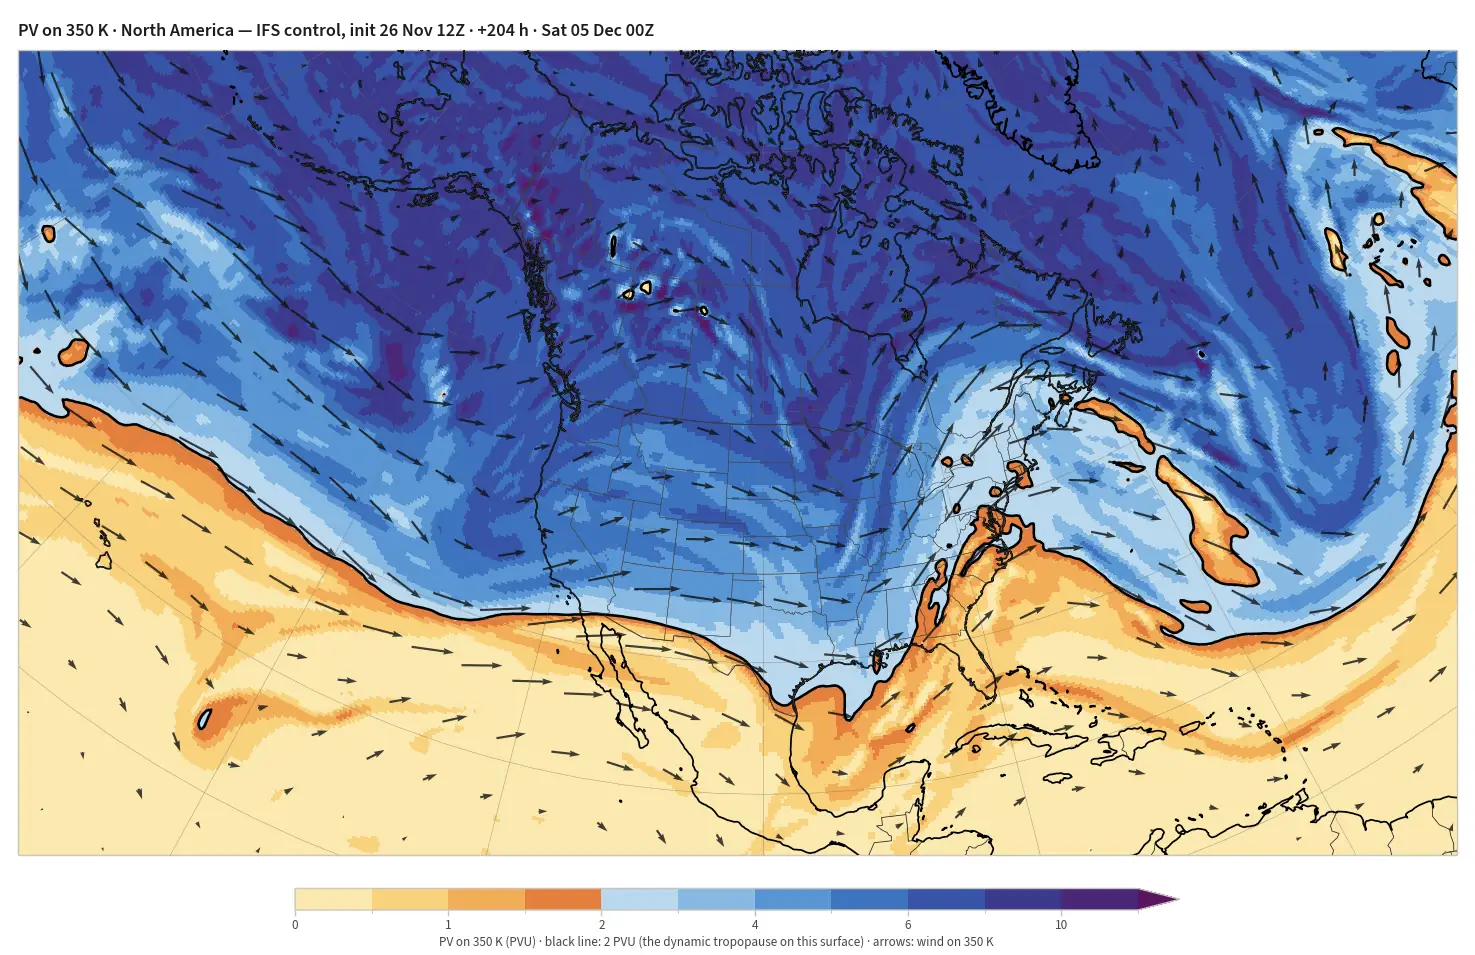 PV on 350 K · North America — IFS control, init 26 Nov 12Z · +204 h · Sat 05 Dec 00Z
0 1 2 4 6 10
PV on 350 K (PVU) · black line: 2 PVU (the dynamic tropopause on this surface) · arrows: wind on 350 K